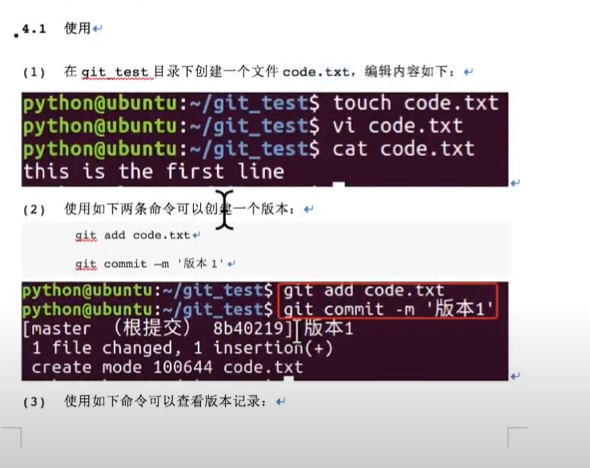 4.1 使用
(1) 在 git_test 目录下创建一个文件 code.txt，编辑内容如下：
python@ubuntu:~/git_test$ touch code.txt
python@ubuntu:~/git_test$ vi code.txt
python@ubuntu:~/git_test$ cat code.txt
this is the first line
(2) 使用如下两条命令可以创建一个版本：
git add code.txt
git commit –m '版本1'
python@ubuntu:~/git_test$ git add code.txt
python@ubuntu:~/git_test$ git commit -m '版本1'
[master （根提交） 8b40219] 版本1
1 file changed, 1 insertion(+)
create mode 100644 code.txt
(3) 使用如下命令可以查看版本记录：